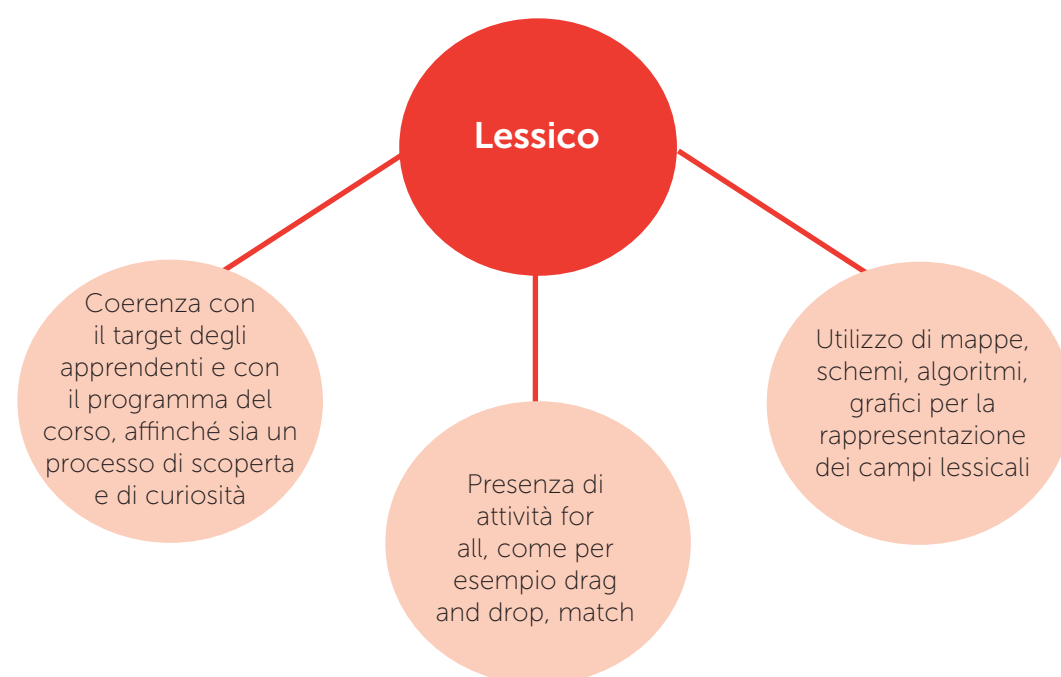 Lessico
Coerenza con
il target degli
apprendenti e con
il programma del
corso, affinché sia un
processo di scoperta
e di curiosità
Presenza di
attività for
all, come per
esempio drag
and drop, match
Utilizzo di mappe,
schemi, algoritmi,
grafici per la
rappresentazione
dei campi lessicali